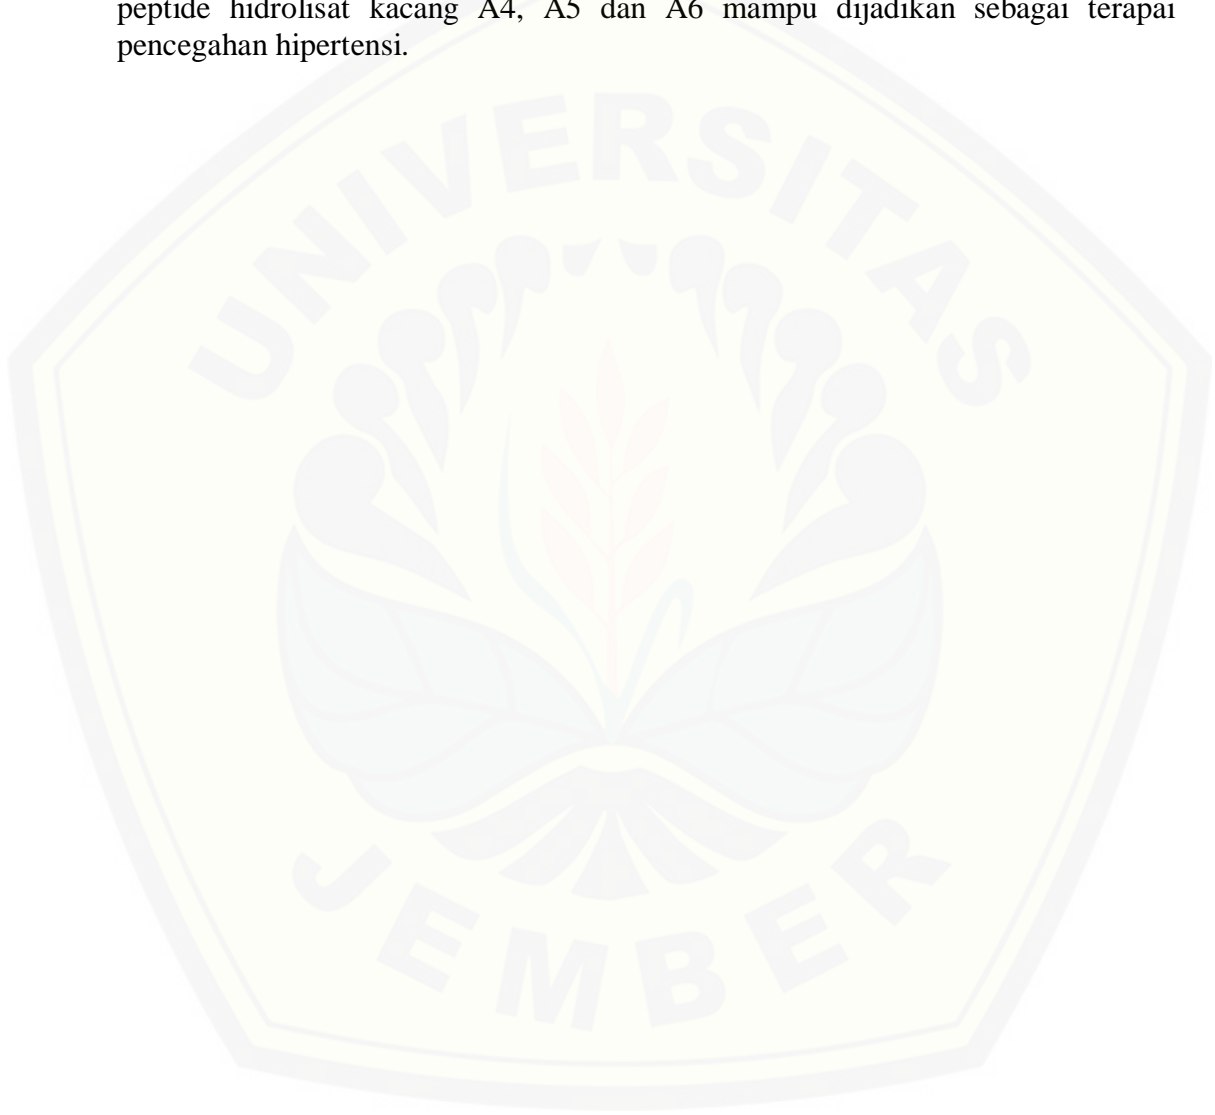 peptide hidrolisat kacang A4, A5 dan A6 mampu dijadikan sebagai terapai
pencegahan hipertensi.
UNIVERSITAS
JEMBER